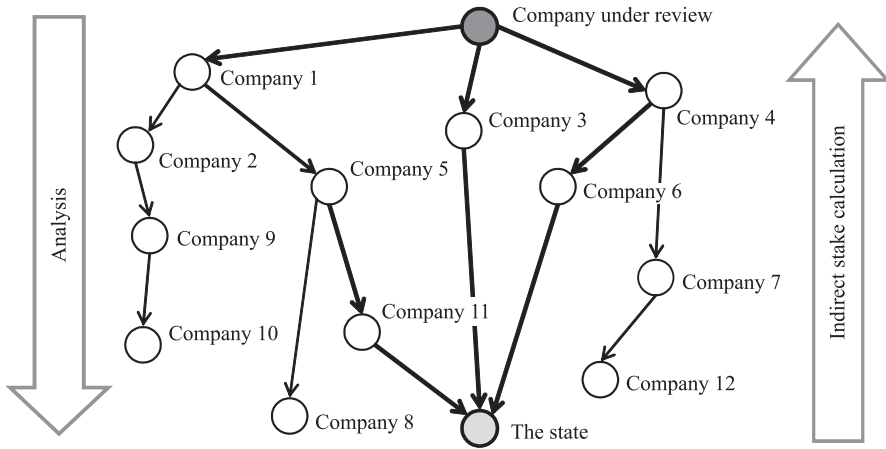 Company under review
Company 1
Company 3
Company 4
Company 2
Company 5
Company 6
Company 9
Company 7
Company 10
Company 11
Company 12
Company 8
The state
Analysis
Indirect stake calculation